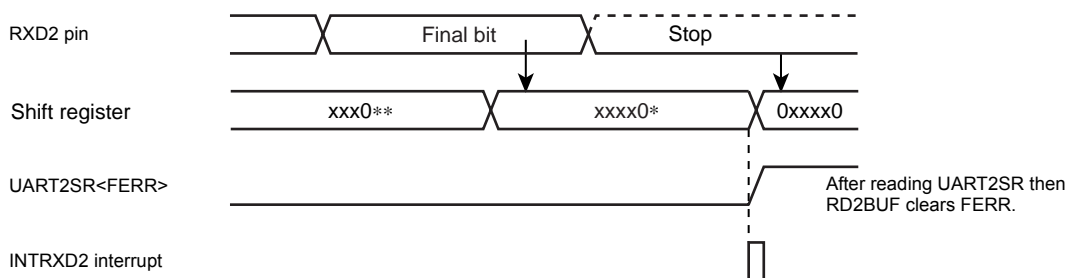 RXD2 pin
Final bit
Stop
Shift register
xxx0**
xxxx0*
0xxxx0
UART2SR<FERR>
After reading UART2SR then
RD2BUF clears FERR.
INTRXD2 interrupt